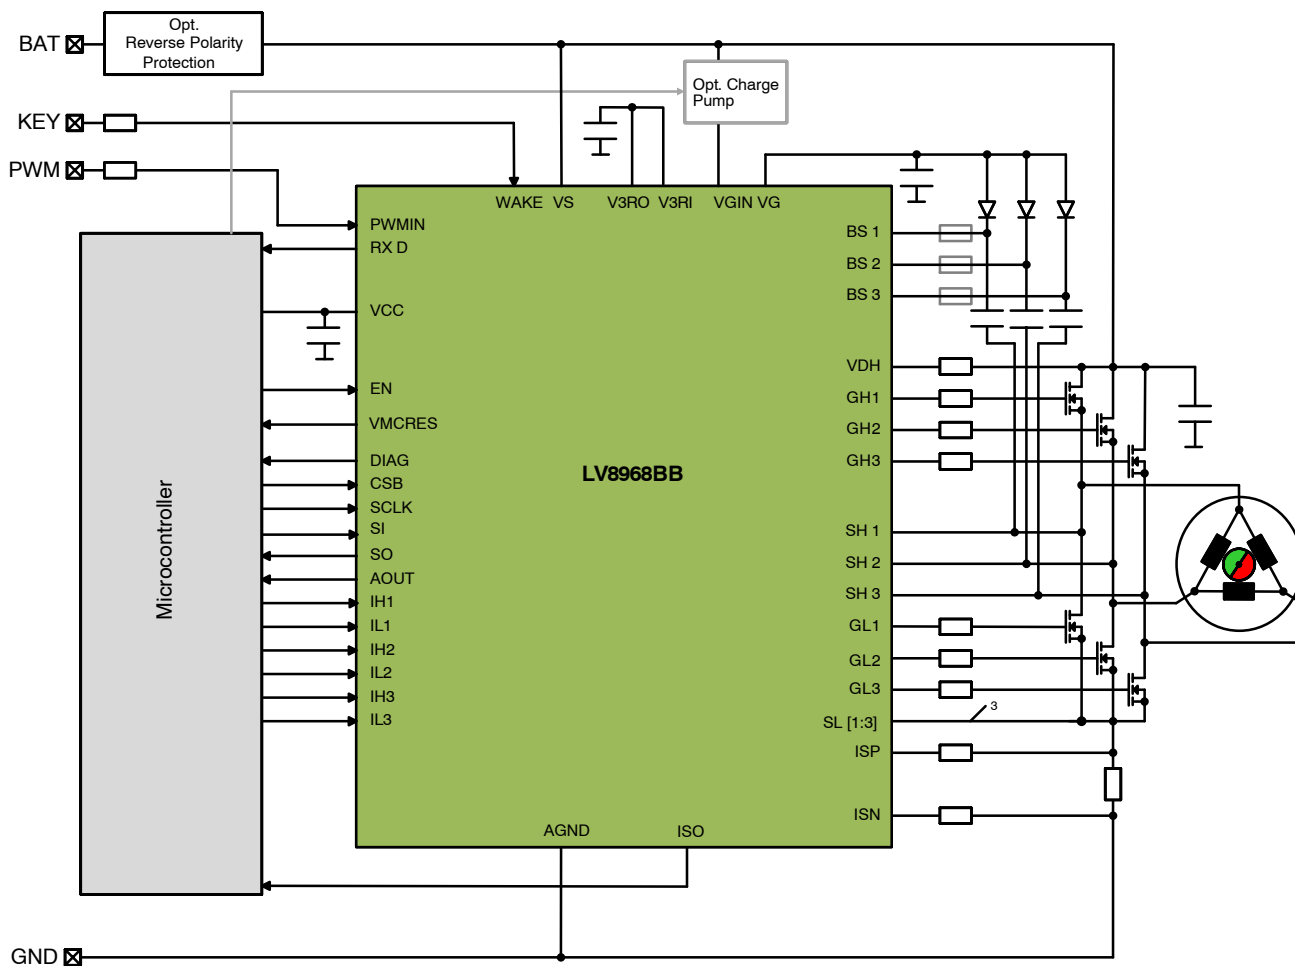 Opt.
Reverse Polarity
Protection
BAT
Opt. Charge
Pump
KEY
PWM
WAKE VS V3RO V3RI VGIN VG
PWMIN
RX D
VCC
EN
VMCRES
DIAG
CSB
SCLK
SI
SO
AOUT
IH1
IL1
IH2
IL2
IH3
IL3
Microcontroller
LV8968BB
BS 1
BS 2
BS 3
VDH
GH1
GH2
GH3
SH 1
SH 2
SH 3
GL1
GL2
GL3
SL [1:3]
3
ISP
ISN
AGND ISO
GND